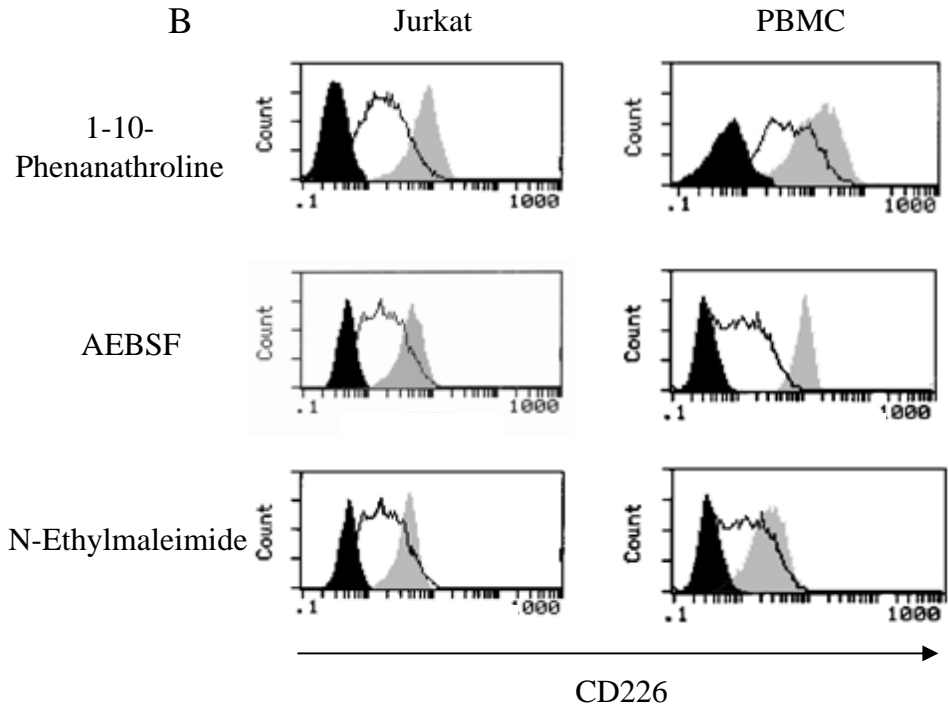 B
Jurkat
PBMC
1-10-
Phenanathroline
Count
.1
1000
Count
.1
1000
AEBSF
Count
.1
1000
Count
.1
1000
N-Ethylmaleimide
Count
.1
1000
Count
.1
1000
CD226